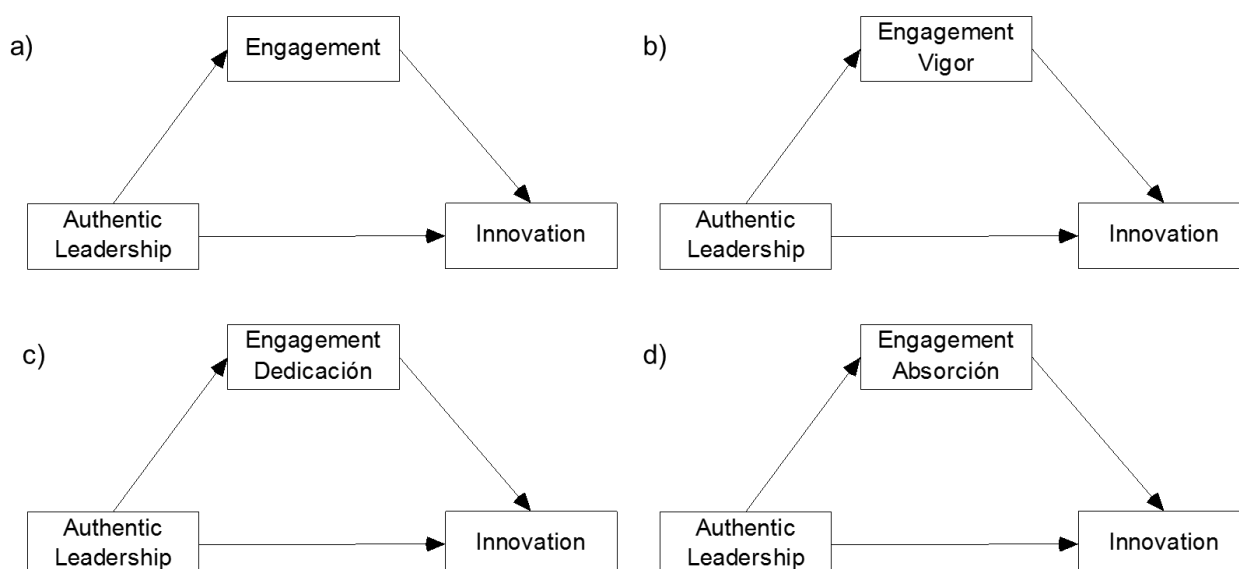 a)
Engagement
Authentic
Leadership
Innovation
b)
Engagement
Vigor
Authentic
Leadership
Innovation
c)
Engagement
Dedicación
Authentic
Leadership
Innovation
d)
Engagement
Absorción
Authentic
Leadership
Innovation